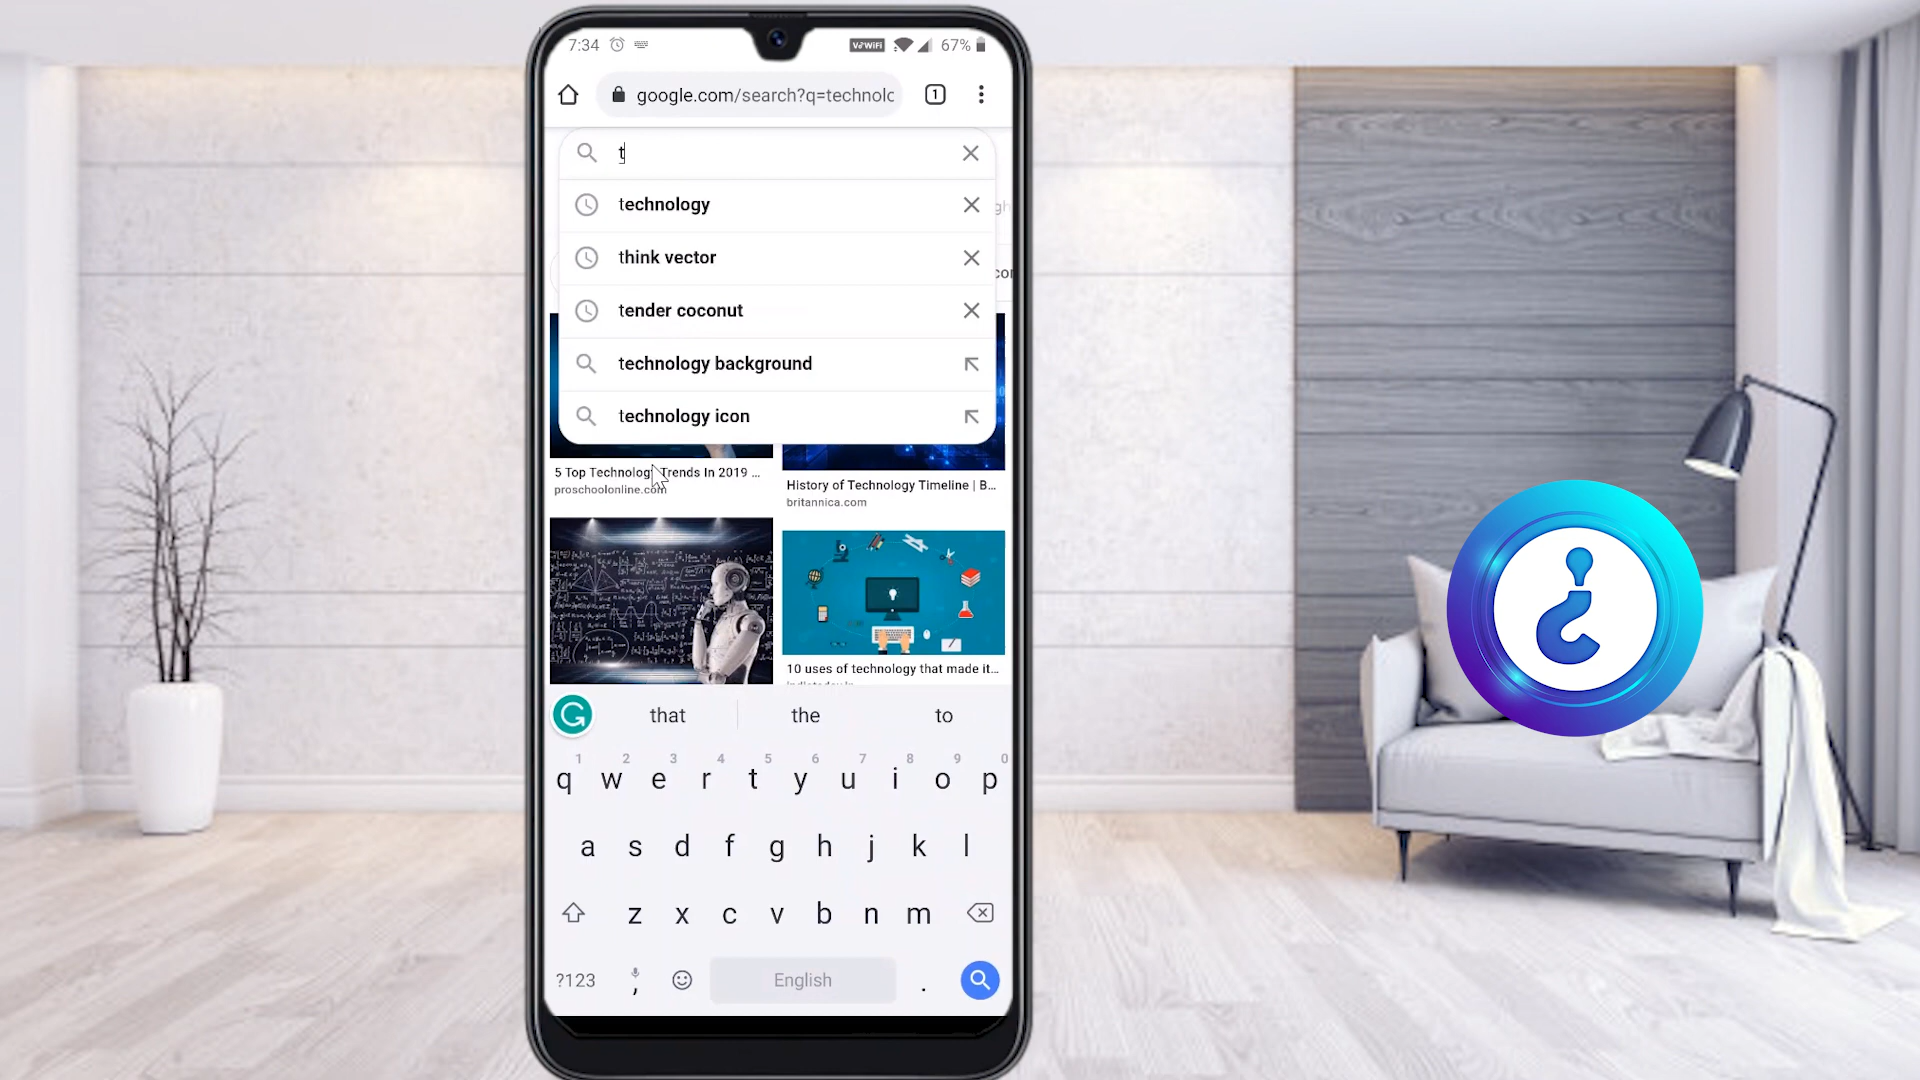 7:34 VoWiFi 67%
google.com/search?q=technolo
1
t
technology
think vector
tender coconut
technology background
technology icon
5 Top Technology Trends In 2019 ...
proschoolonline.com
History of Technology Timeline | B...
britannica.com
10 uses of technology that made it...
that the to
1 2 3 4 5 6 7 8 9 0
q w e r t y u i o p
a s d f g h j k l
z x c v b n m
?123 , English .